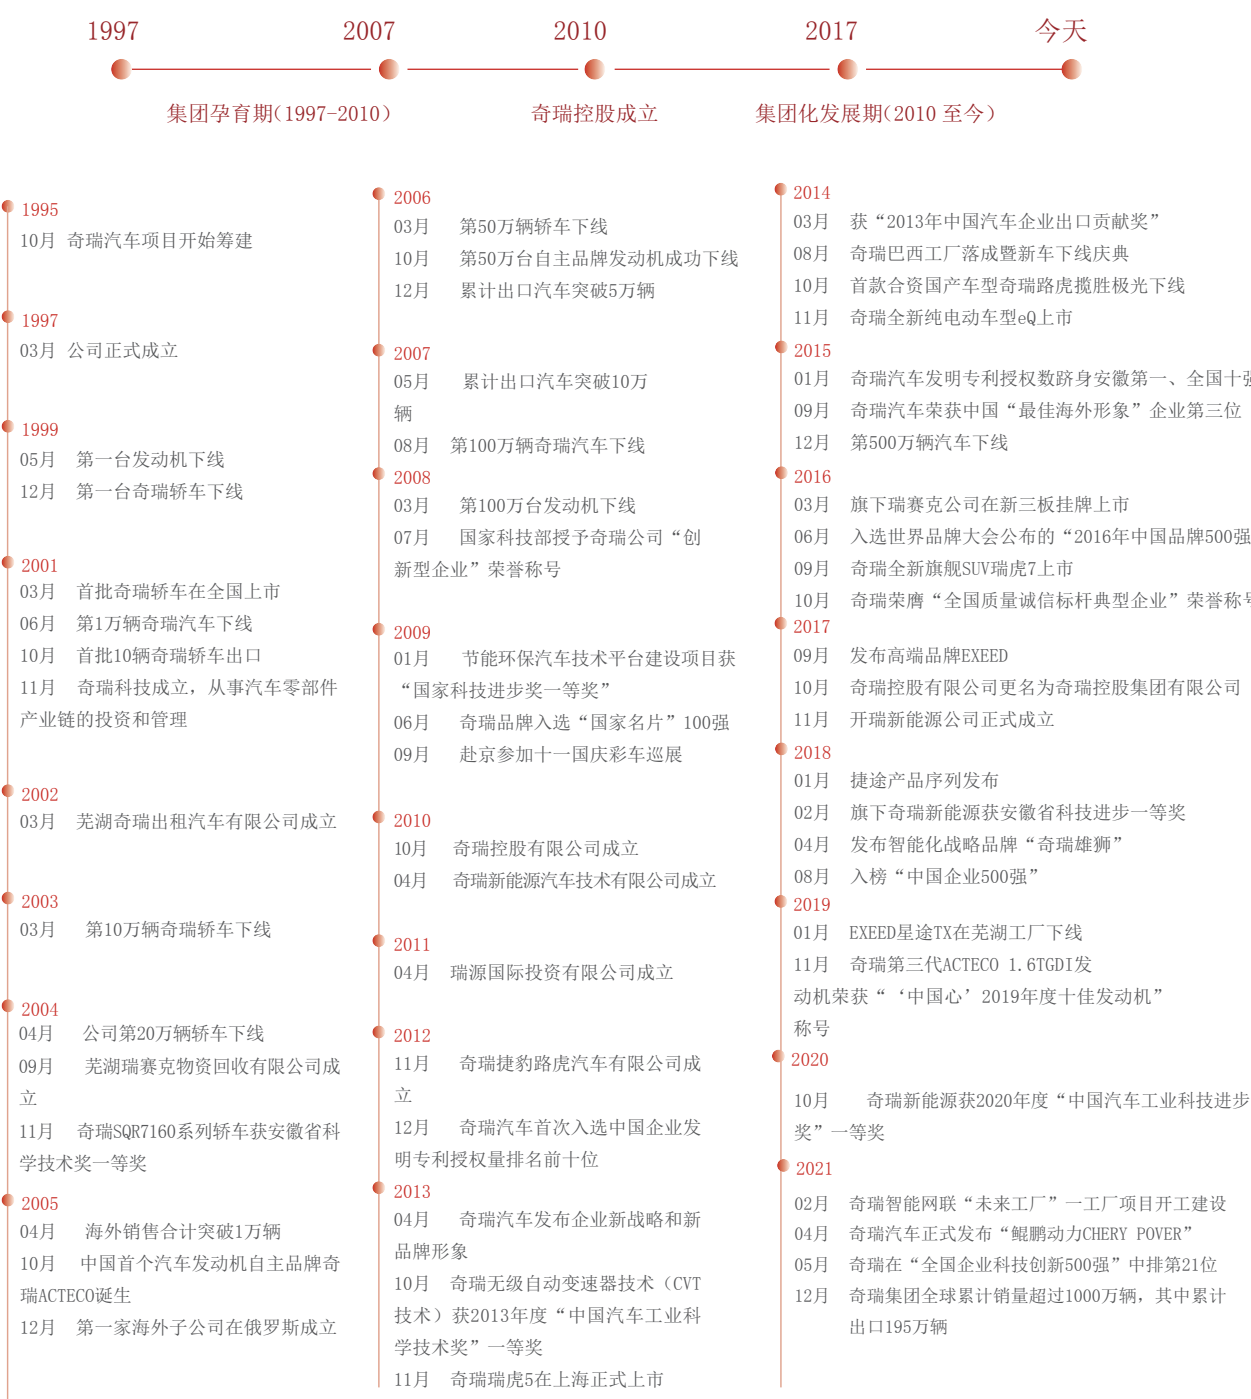 1997
2007
2010
2017
今天
集团孕育期(1997-2010)
奇瑞控股成立
集团化发展期(2010 至今)
1995
10月 奇瑞汽车项目开始筹建
1997
03月 公司正式成立
1999
05月 第一台发动机下线
12月 第一台奇瑞轿车下线
2001
03月 首批奇瑞轿车在全国上市
06月 第1万辆奇瑞汽车下线
10月 首批10辆奇瑞轿车出口
11月 奇瑞科技成立，从事汽车零部件
产业链的投资和管理
2002
03月 芜湖奇瑞出租汽车有限公司成立
2003
03月 第10万辆奇瑞轿车下线
2004
04月 公司第20万辆轿车下线
09月 芜湖瑞赛克物资回收有限公司成
立
11月 奇瑞SQR7160系列轿车获安徽省科
学技术奖一等奖
2005
04月 海外销售合计突破1万辆
10月 中国首个汽车发动机自主品牌奇
瑞ACTECO诞生
12月 第一家海外子公司在俄罗斯成立
2006
03月 第50万辆轿车下线
10月 第50万台自主品牌发动机成功下线
12月 累计出口汽车突破5万辆
2007
05月 累计出口汽车突破10万
辆
08月 第100万辆奇瑞汽车下线
2008
03月 第100万台发动机下线
07月 国家科技部授予奇瑞公司“创
新型企业”荣誉称号
2009
01月 节能环保汽车技术平台建设项目获
“国家科技进步奖一等奖”
06月 奇瑞品牌入选“国家名片”100强
09月 赴京参加十一国庆彩车巡展
2010
10月 奇瑞控股有限公司成立
04月 奇瑞新能源汽车技术有限公司成立
2011
04月 瑞源国际投资有限公司成立
2012
11月 奇瑞捷豹路虎汽车有限公司成
立
12月 奇瑞汽车首次入选中国企业发
明专利授权量排名前十位
2013
04月 奇瑞汽车发布企业新战略和新
品牌形象
10月 奇瑞无级自动变速器技术（CVT
技术）获2013年度“中国汽车工业科
学技术奖”一等奖
11月 奇瑞瑞虎5在上海正式上市
2014
03月 获“2013年中国汽车企业出口贡献奖”
08月 奇瑞巴西工厂落成暨新车下线庆典
10月 首款合资国产车型奇瑞路虎揽胜极光下线
11月 奇瑞全新纯电动车型eQ上市
2015
01月 奇瑞汽车发明专利授权数跻身安徽第一、全国十强
09月 奇瑞汽车荣获中国“最佳海外形象”企业第三位
12月 第500万辆汽车下线
2016
03月 旗下瑞赛克公司在新三板挂牌上市
06月 入选世界品牌大会公布的“2016年中国品牌500强
09月 奇瑞全新旗舰SUV瑞虎7上市
10月 奇瑞荣膺“全国质量诚信标杆典型企业”荣誉称号
2017
09月 发布高端品牌EXEED
10月 奇瑞控股有限公司更名为奇瑞控股集团有限公司
11月 开瑞新能源公司正式成立
2018
01月 捷途产品序列发布
02月 旗下奇瑞新能源获安徽省科技进步一等奖
04月 发布智能化战略品牌“奇瑞雄狮”
08月 入榜“中国企业500强”
2019
01月 EXEED星途TX在芜湖工厂下线
11月 奇瑞第三代ACTECO 1.6TGDI发
动机荣获“‘中国心’2019年度十佳发动机”
称号
2020
10月 奇瑞新能源获2020年度“中国汽车工业科技进步
奖”一等奖
2021
02月 奇瑞智能网联“未来工厂”一工厂项目开工建设
04月 奇瑞汽车正式发布“鲲鹏动力CHERY POVER”
05月 奇瑞在“全国企业科技创新500强”中排第21位
12月 奇瑞集团全球累计销量超过1000万辆，其中累计
出口195万辆